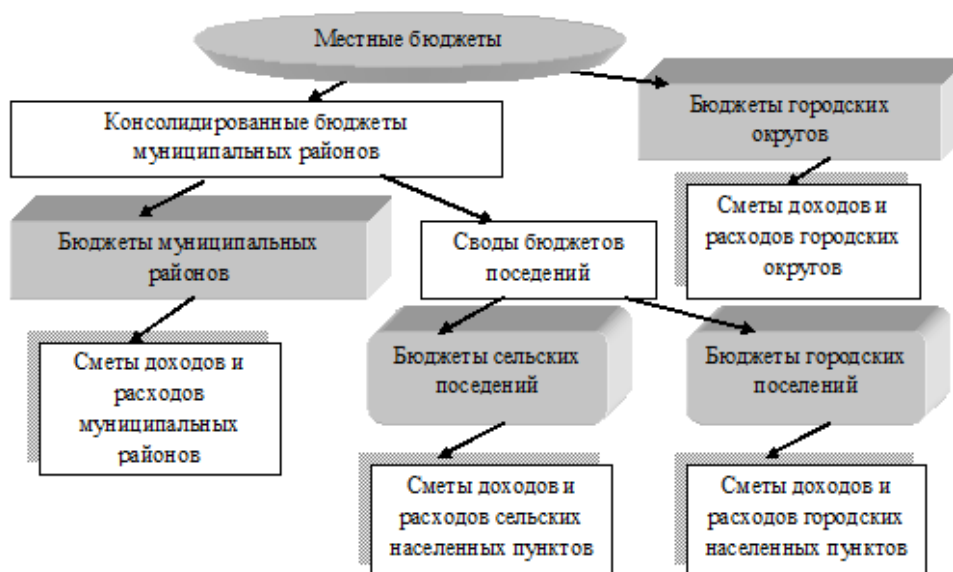 Местные бюджеты
Консолидированные бюджеты
муниципальных районов
Бюджеты городских
округов
Бюджеты муниципальных
районов
Своды бюджетов
поседений
Сметы доходов и
расходов городских
округов
Сметы доходов и
расходов
муниципальных
районов
Бюджеты сельских
поседений
Бюджеты городских
поселений
Сметы доходов и
расходов сельских
населенных пунктов
Сметы доходов и
расходов городских
населенных пунктов